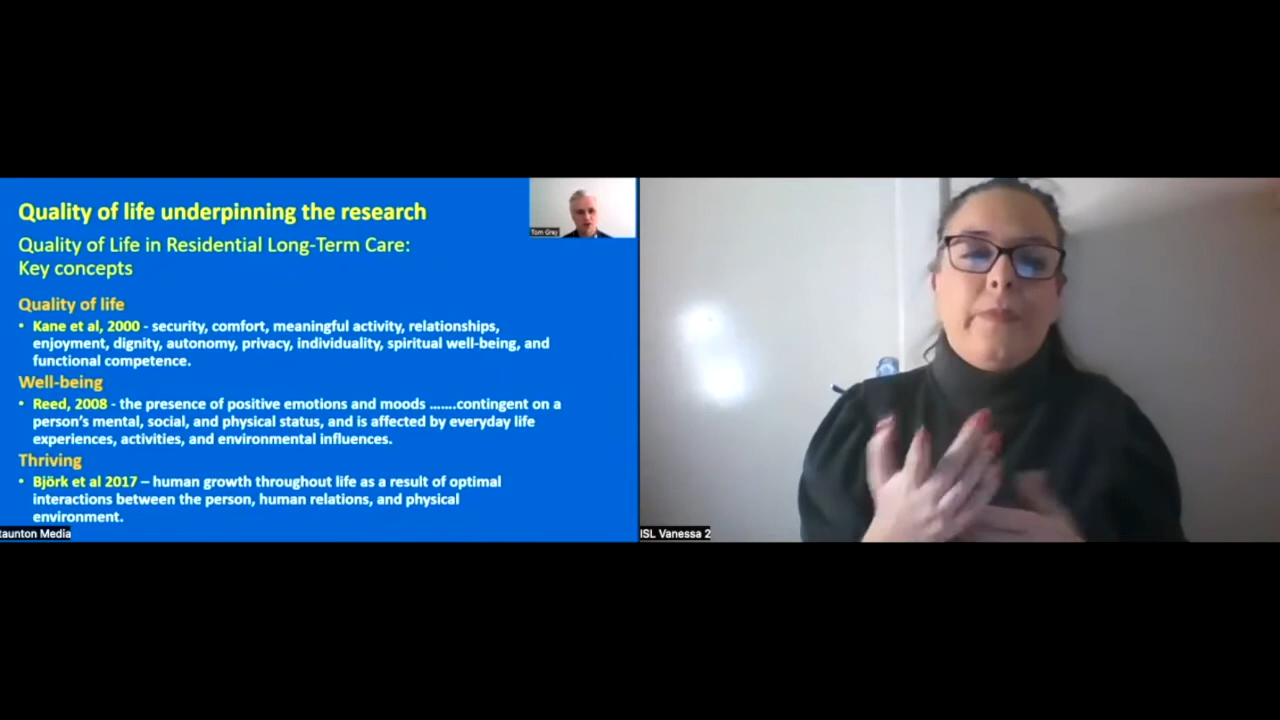 Quality of life underpinning the research
Tom Grey
Quality of Life in Residential Long-Term Care:
Key concepts
Quality of life
• Kane et al, 2000 - security, comfort, meaningful activity, relationships,
enjoyment, dignity, autonomy, privacy, individuality, spiritual well-being, and
functional competence.
Well-being
• Reed, 2008 - the presence of positive emotions and moods …….contingent on a
person’s mental, social, and physical status, and is affected by everyday life
experiences, activities, and environmental influences.
Thriving
• Björk et al 2017 – human growth throughout life as a result of optimal
interactions between the person, human relations, and physical
environment.
taunton Media
ISL Vanessa 2